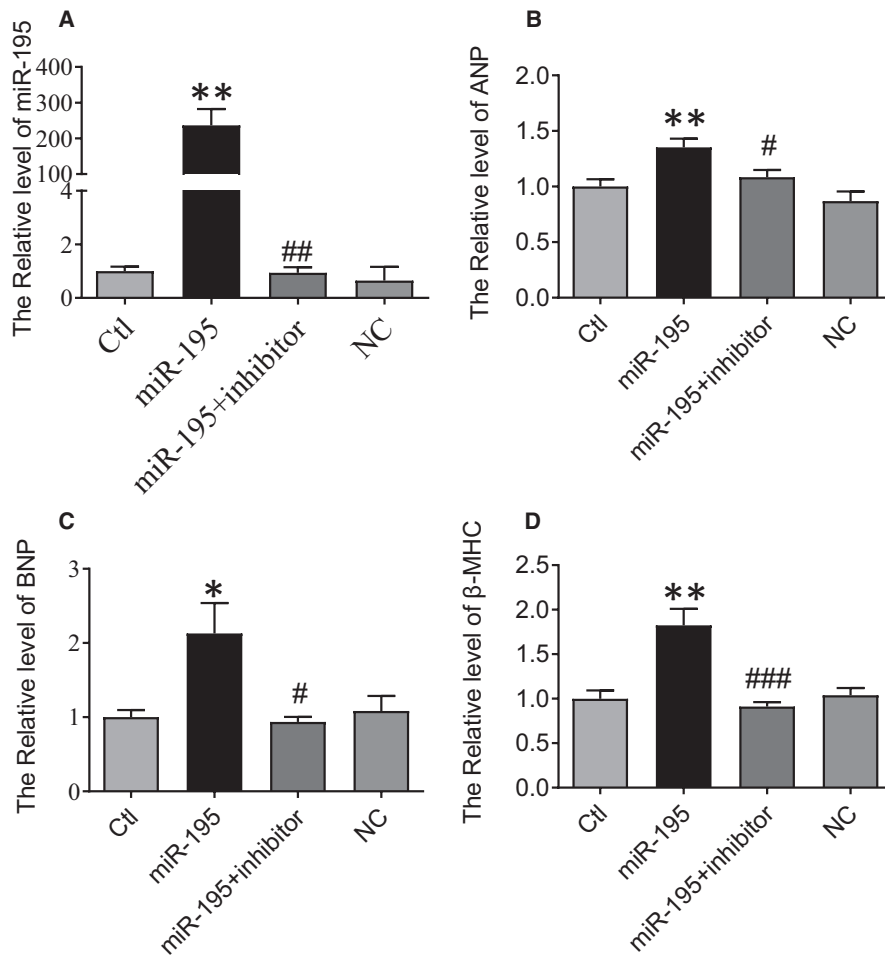 A
The Relative level of miR-195
400
300
200
100
4
2
0
**
##
Ctl
miR-195
miR-195+inhibitor
NC
B
The Relative level of ANP
2.0
1.5
1.0
0.5
0.0
**
#
Ctl
miR-195
miR-195+inhibitor
NC
C
The Relative level of BNP
3
2
1
0
*
#
Ctl
miR-195
miR-195+inhibitor
NC
D
The Relative level of β-MHC
2.5
2.0
1.5
1.0
0.5
0.0
**
###
Ctl
miR-195
miR-195+inhibitor
NC